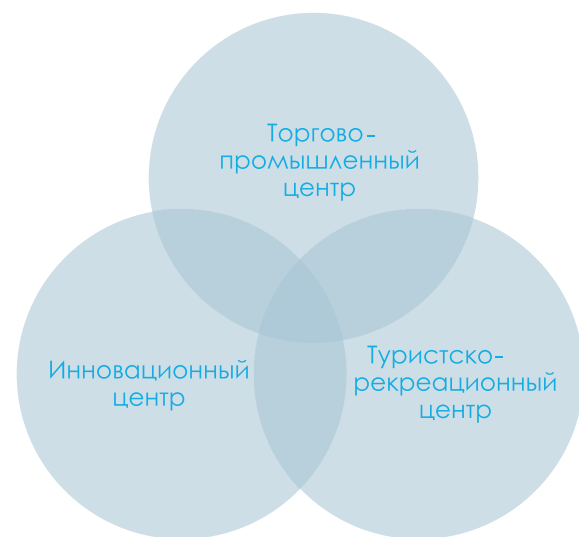 Торгово-
промышленный
центр
Инновационный
центр
Туристско-
рекреационный
центр